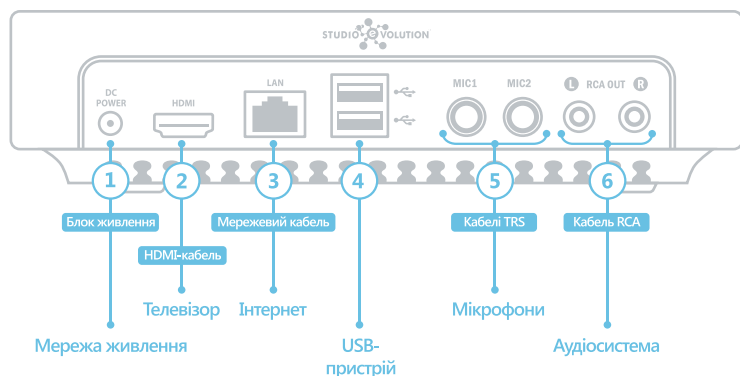 STUDIO EVOLUTION
DC
POWER
HDMI
LAN
MIC1
MIC2
L RCA OUT R
1
2
3
4
5
6
Блок живлення
Мережевий кабель
Кабелі TRS
Кабель RCA
HDMI-кабель
Телевізор
Інтернет
Мікрофони
Мережа живлення
USB-
пристрій
Аудіосистема